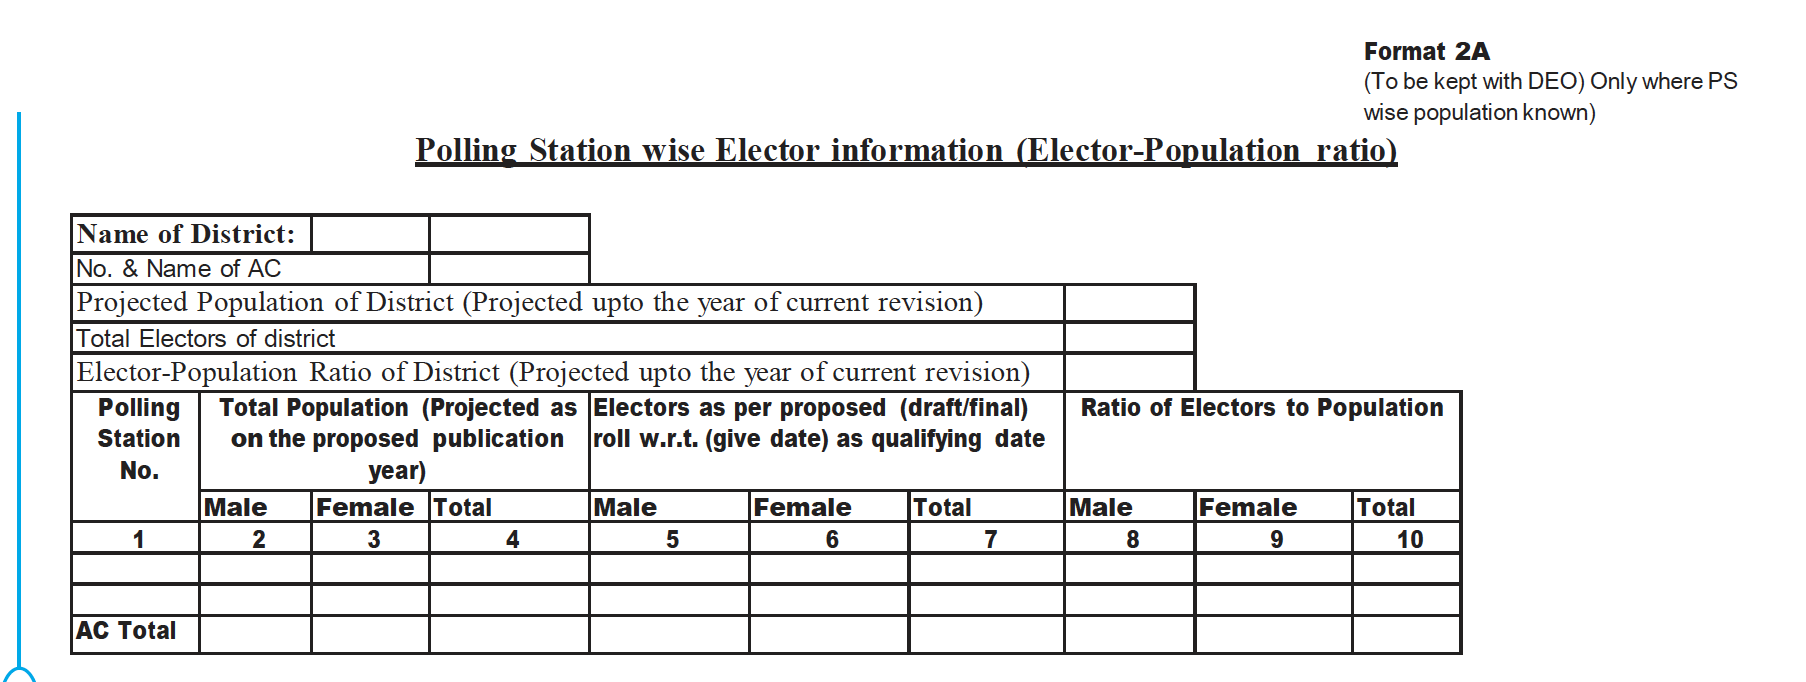 Format 2A
(To be kept with DEO) Only where PS
wise population known)
Polling Station wise Elector information (Elector-Population ratio)
Name of District:
No. & Name of AC
Projected Population of District (Projected upto the year of current revision)
Total Electors of district
Elector-Population Ratio of District (Projected upto the year of current revision)
Polling
Station
No.
Total Population (Projected as
on the proposed publication
year)
Electors as per proposed (draft/final)
roll w.r.t. (give date) as qualifying date
Ratio of Electors to Population
Male Female Total Male Female Total Male Female Total
1 2 3 4 5 6 7 8 9 10
AC Total